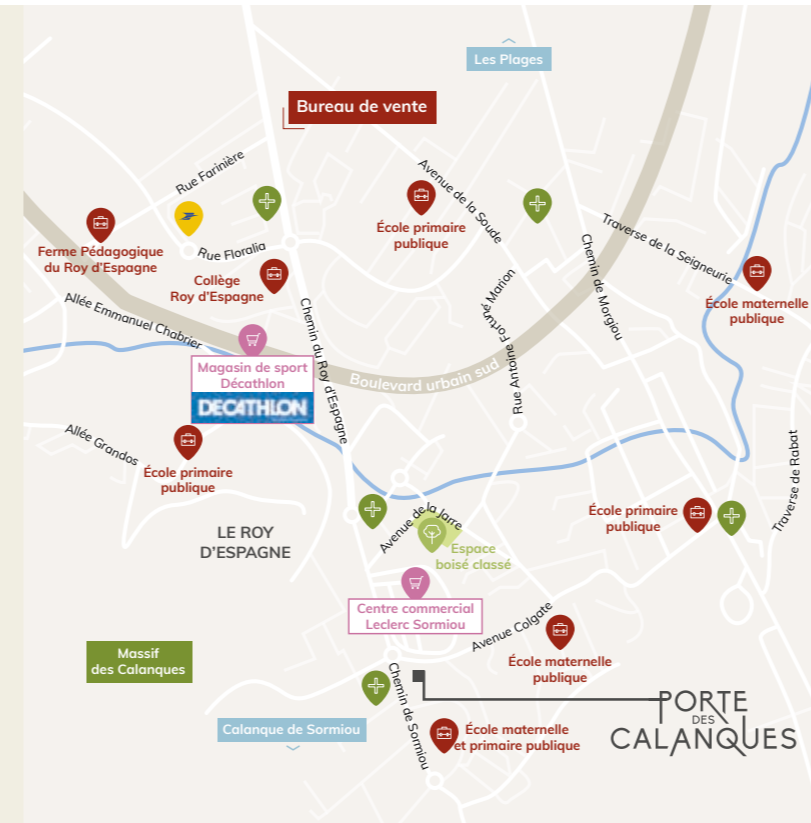 Les Plages
Bureau de vente
Rue Farinière
Avenue de la Soude
École primaire
publique
Traverse de la Seigneurie
Ferme Pédagogique
du Roy d'Espagne
Rue Floralia
Collège
Roy d'Espagne
Chemin de Morgiou
École maternelle
publique
Allée Emmanuel Chabrier
Chemin du Roy d'Espagne
Rue Antoine Fortuné Marion
Magasin de sport
Décathlon
DECATHLON
Boulevard urbain sud
Allée Grandos
École primaire
publique
Traverse de Rabat
LE ROY
D'ESPAGNE
Avenue de la Jarre
Espace
boisé classé
École primaire
publique
Centre commercial
Leclerc Sormiou
Avenue Colgate
Massif
des Calanques
École maternelle
publique
Chemin de Sormiou
Calanque de Sormiou
École maternelle
et primaire publique
PORTE
DES
CALANQUES